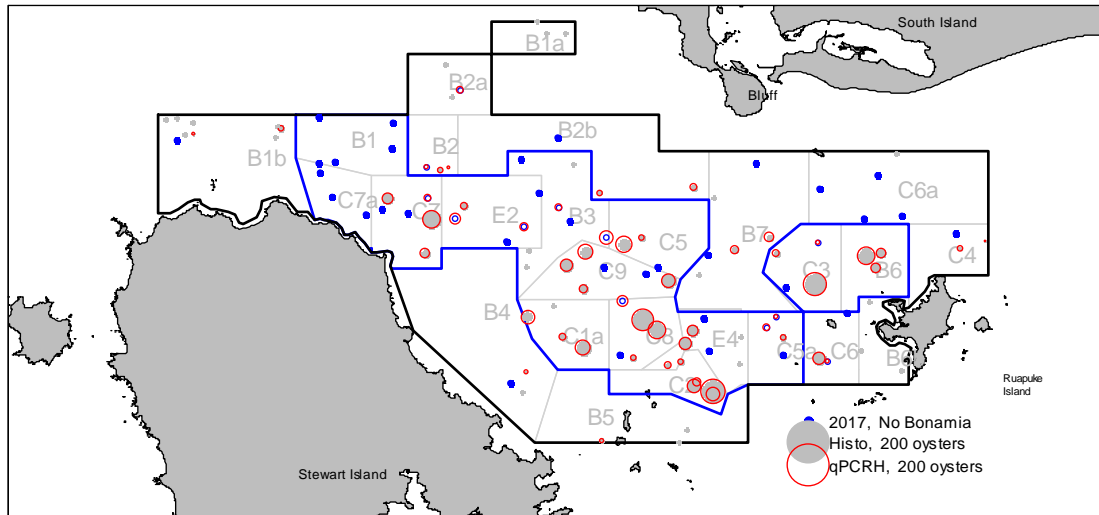 South Island
B1a
B2a
Bluff
B1
B2
B2b
B1b
C7a
C7
E2
B3
C6a
B7
C5
C4
C9
C3
B6
B4
C1a
C8
E4
C5a
C6
B5
Ruapuke
Island
2017, No Bonamia
Histo, 200 oysters
qPCRH, 200 oysters
Stewart Island